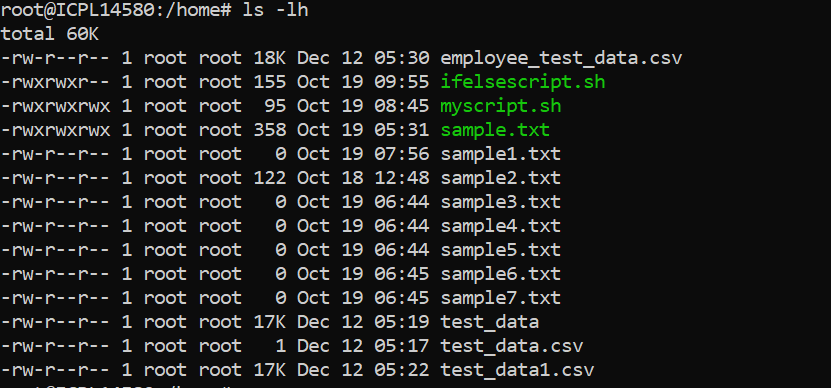 root@ICPL14580:/home# ls -lh
total 60K
-rw-r--r-- 1 root root 18K Dec 12 05:30 employee_test_data.csv
-rwxrwxr-- 1 root root 155 Oct 19 09:55 ifelsescript.sh
-rwxrwxrwx 1 root root  95 Oct 19 08:45 myscript.sh
-rwxrwxrwx 1 root root 358 Oct 19 05:31 sample.txt
-rw-r--r-- 1 root root   0 Oct 19 07:56 sample1.txt
-rw-r--r-- 1 root root 122 Oct 18 12:48 sample2.txt
-rw-r--r-- 1 root root   0 Oct 19 06:44 sample3.txt
-rw-r--r-- 1 root root   0 Oct 19 06:44 sample4.txt
-rw-r--r-- 1 root root   0 Oct 19 06:44 sample5.txt
-rw-r--r-- 1 root root   0 Oct 19 06:45 sample6.txt
-rw-r--r-- 1 root root   0 Oct 19 06:45 sample7.txt
-rw-r--r-- 1 root root 17K Dec 12 05:19 test_data
-rw-r--r-- 1 root root   1 Dec 12 05:17 test_data.csv
-rw-r--r-- 1 root root 17K Dec 12 05:22 test_data1.csv